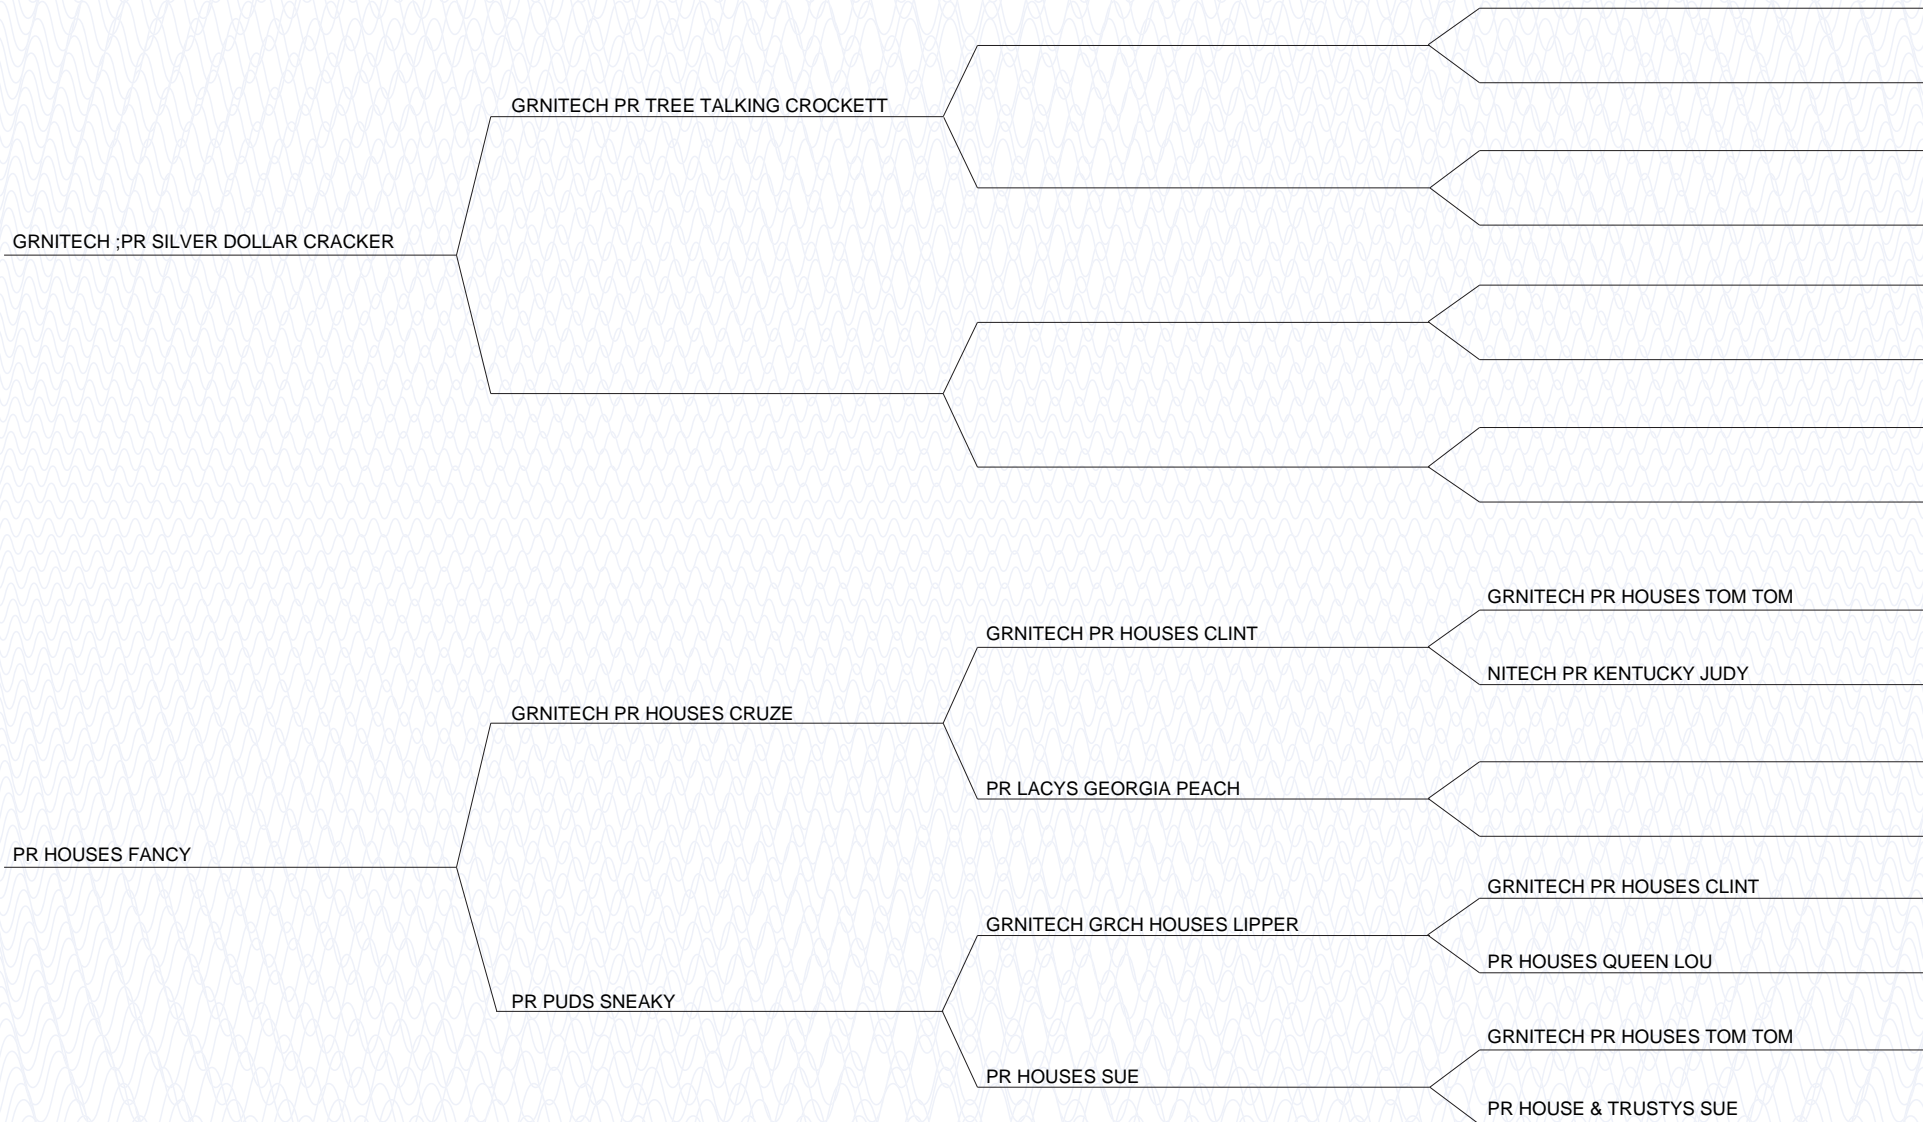 GRNITECH PR TREE TALKING CROCKETT
GRNITECH ;PR SILVER DOLLAR CRACKER
GRNITECH PR HOUSES TOM TOM
GRNITECH PR HOUSES CLINT
NITECH PR KENTUCKY JUDY
GRNITECH PR HOUSES CRUZE
PR LACYS GEORGIA PEACH
PR HOUSES FANCY
GRNITECH PR HOUSES CLINT
GRNITECH GRCH HOUSES LIPPER
PR HOUSES QUEEN LOU
PR PUDS SNEAKY
GRNITECH PR HOUSES TOM TOM
PR HOUSES SUE
PR HOUSE & TRUSTYS SUE